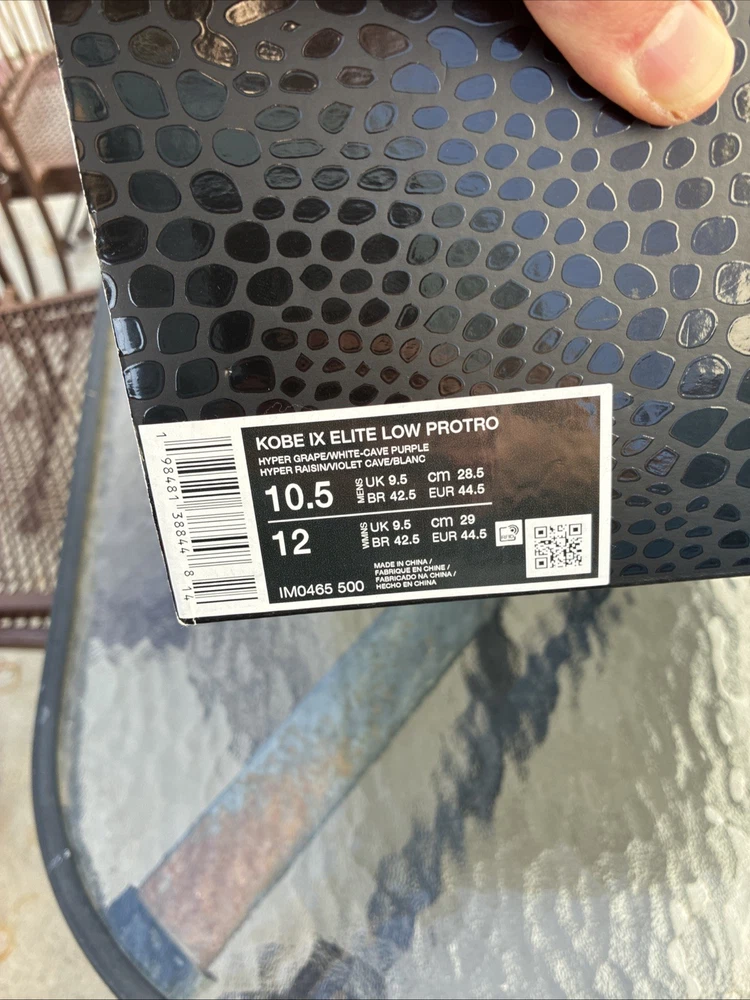 KOBE IX ELITE LOW PROTRO
HYPER GRAPE/WHITE-CAVE PURPLE
HYPER RAISIN/VIOLET CAVE/BLANC
10.5 MENS UK 9.5 cm 28.5
BR 42.5 EUR 44.5
12 WMNS UK 9.5 cm 29
BR 42.5 EUR 44.5
MADE IN CHINA /
FABRIQUE EN CHINE /
FABRICADO NA CHINA /
HECHO EN CHINA
IM0465 500
1 98481 38844 8 14